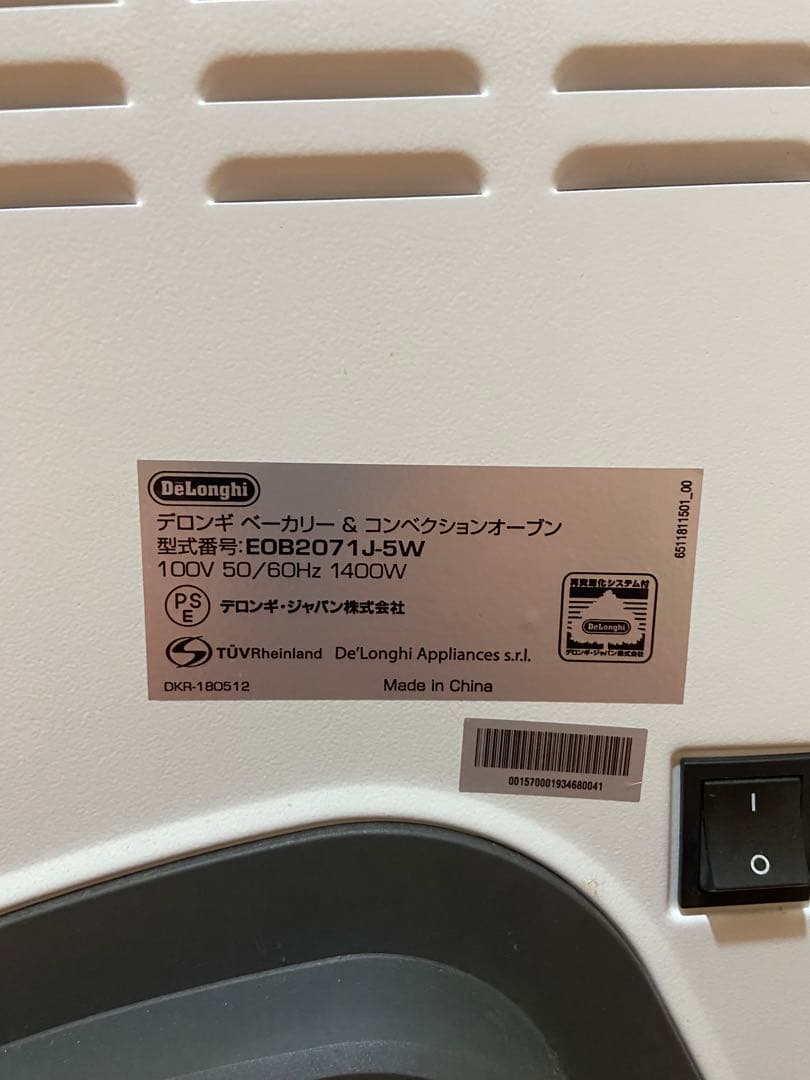 DeLonghi
デロンギ ベーカリー & コンベクションオーブン
型式番号:EOB2071J-5W
100V 50/60Hz 1400W
PS
E
デロンギ・ジャパン株式会社
TÜVRheinland De'Longhi Appliances s.r.l.
DKR-180512 Made in China
再資源化システム付
DeLonghi
デロンギ・ジャパン株式会社
6511811501_00
001570001934680041
I
O